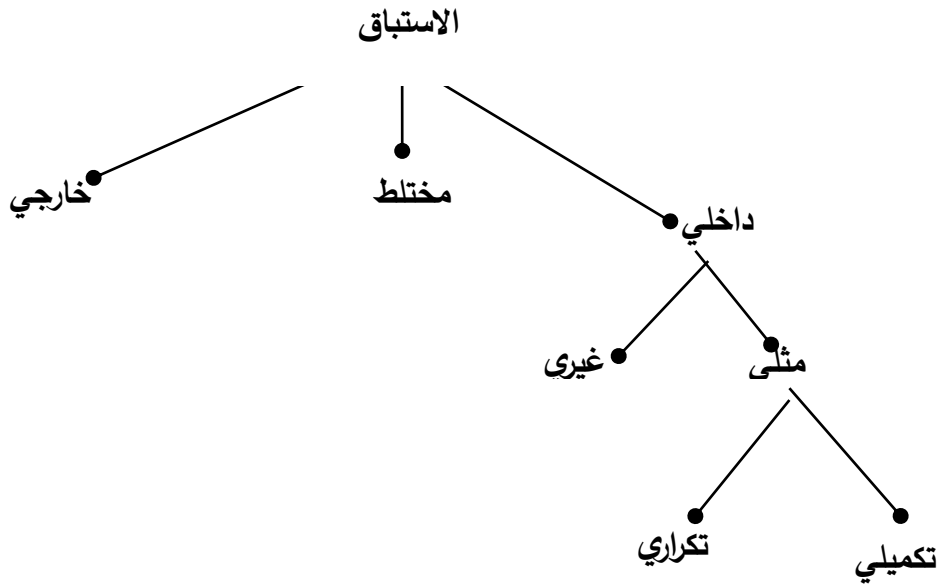 الاستباق
داخلي
مختلط
خارجي
مثلي
غيري
تكميلي
تكراري